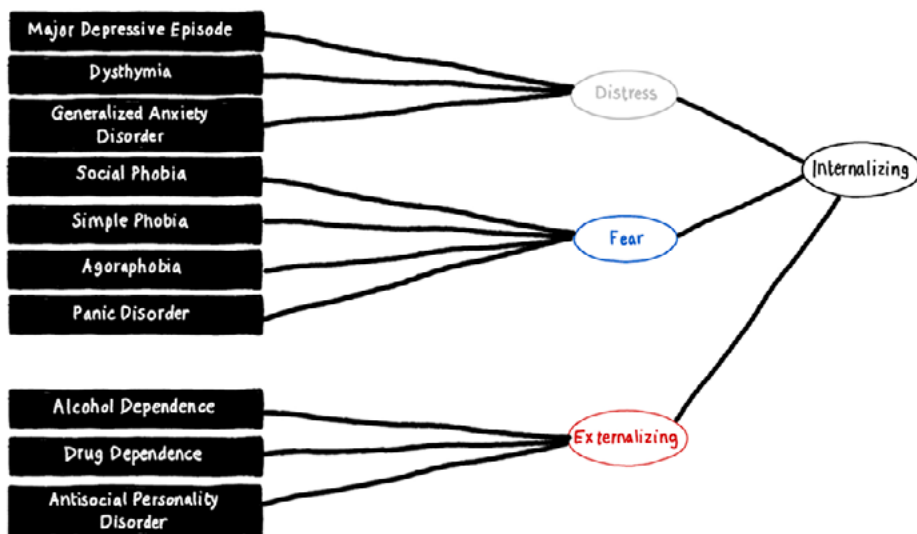 Major Depressive Episode
Dysthymia
Generalized Anxiety
Disorder
Social Phobia
Simple Phobia
Agoraphobia
Panic Disorder
Alcohol Dependence
Drug Dependence
Antisocial Personality
Disorder
Distress
Fear
Externalizing
Internalizing